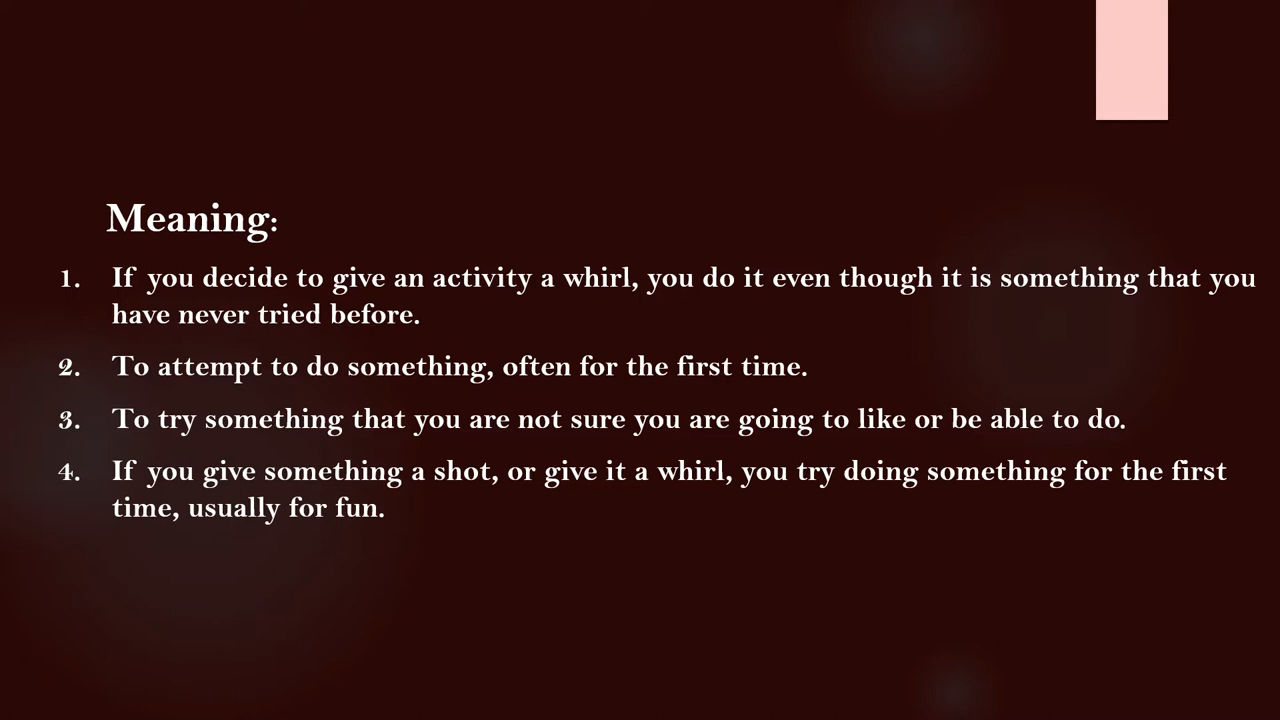 Meaning:
1. If you decide to give an activity a whirl, you do it even though it is something that you
have never tried before.
2. To attempt to do something, often for the first time.
3. To try something that you are not sure you are going to like or be able to do.
4. If you give something a shot, or give it a whirl, you try doing something for the first
time, usually for fun.